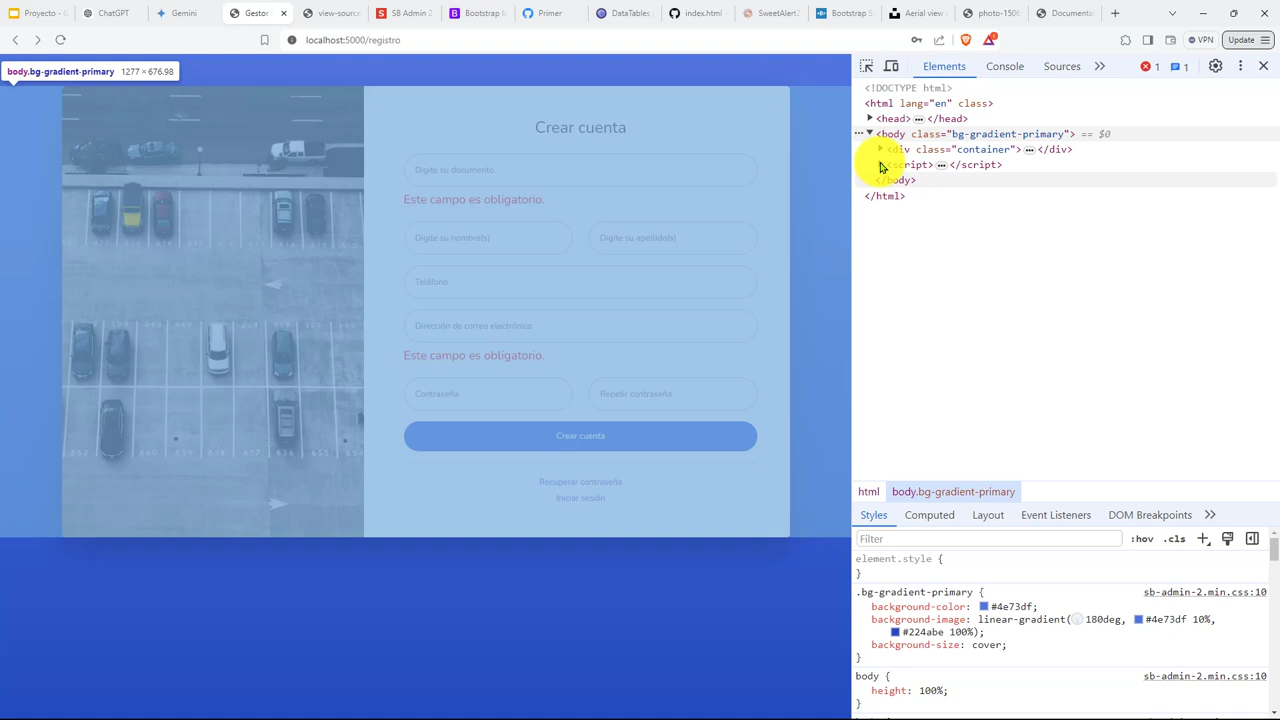 Proyecto - G
ChatGPT
Gemini
Gestor
view-source
SB Admin 2
Bootstrap Ic
Primer
DataTables
index.html
SweetAlert2
Bootstrap Se
Aerial view
photo-1506
Documenta
localhost:5000/registro
VPN
Update
body.bg-gradient-primary 1277 × 676.98
Crear cuenta
Digite su documento
Este campo es obligatorio.
Digite su nombre(s) Digite su apellido(s)
Teléfono
Dirección de correo electrónico
Este campo es obligatorio.
Contraseña Repetir contraseña
Crear cuenta
Recuperar contraseña
Iniciar sesión
Elements Console Sources 1 1
<!DOCTYPE html>
<html lang="en" class>
<head> … </head>
<body class="bg-gradient-primary"> == $0
<div class="container"> … </div>
<script> … </script>
</body>
</html>
html body.bg-gradient-primary
Styles Computed Layout Event Listeners DOM Breakpoints
Filter :hov .cls
element.style {
}
.bg-gradient-primary { sb-admin-2.min.css:10
background-color: #4e73df;
background-image: linear-gradient( 180deg, #4e73df 10%,
#224abe 100%);
background-size: cover;
}
body { sb-admin-2.min.css:10
height: 100%;
}